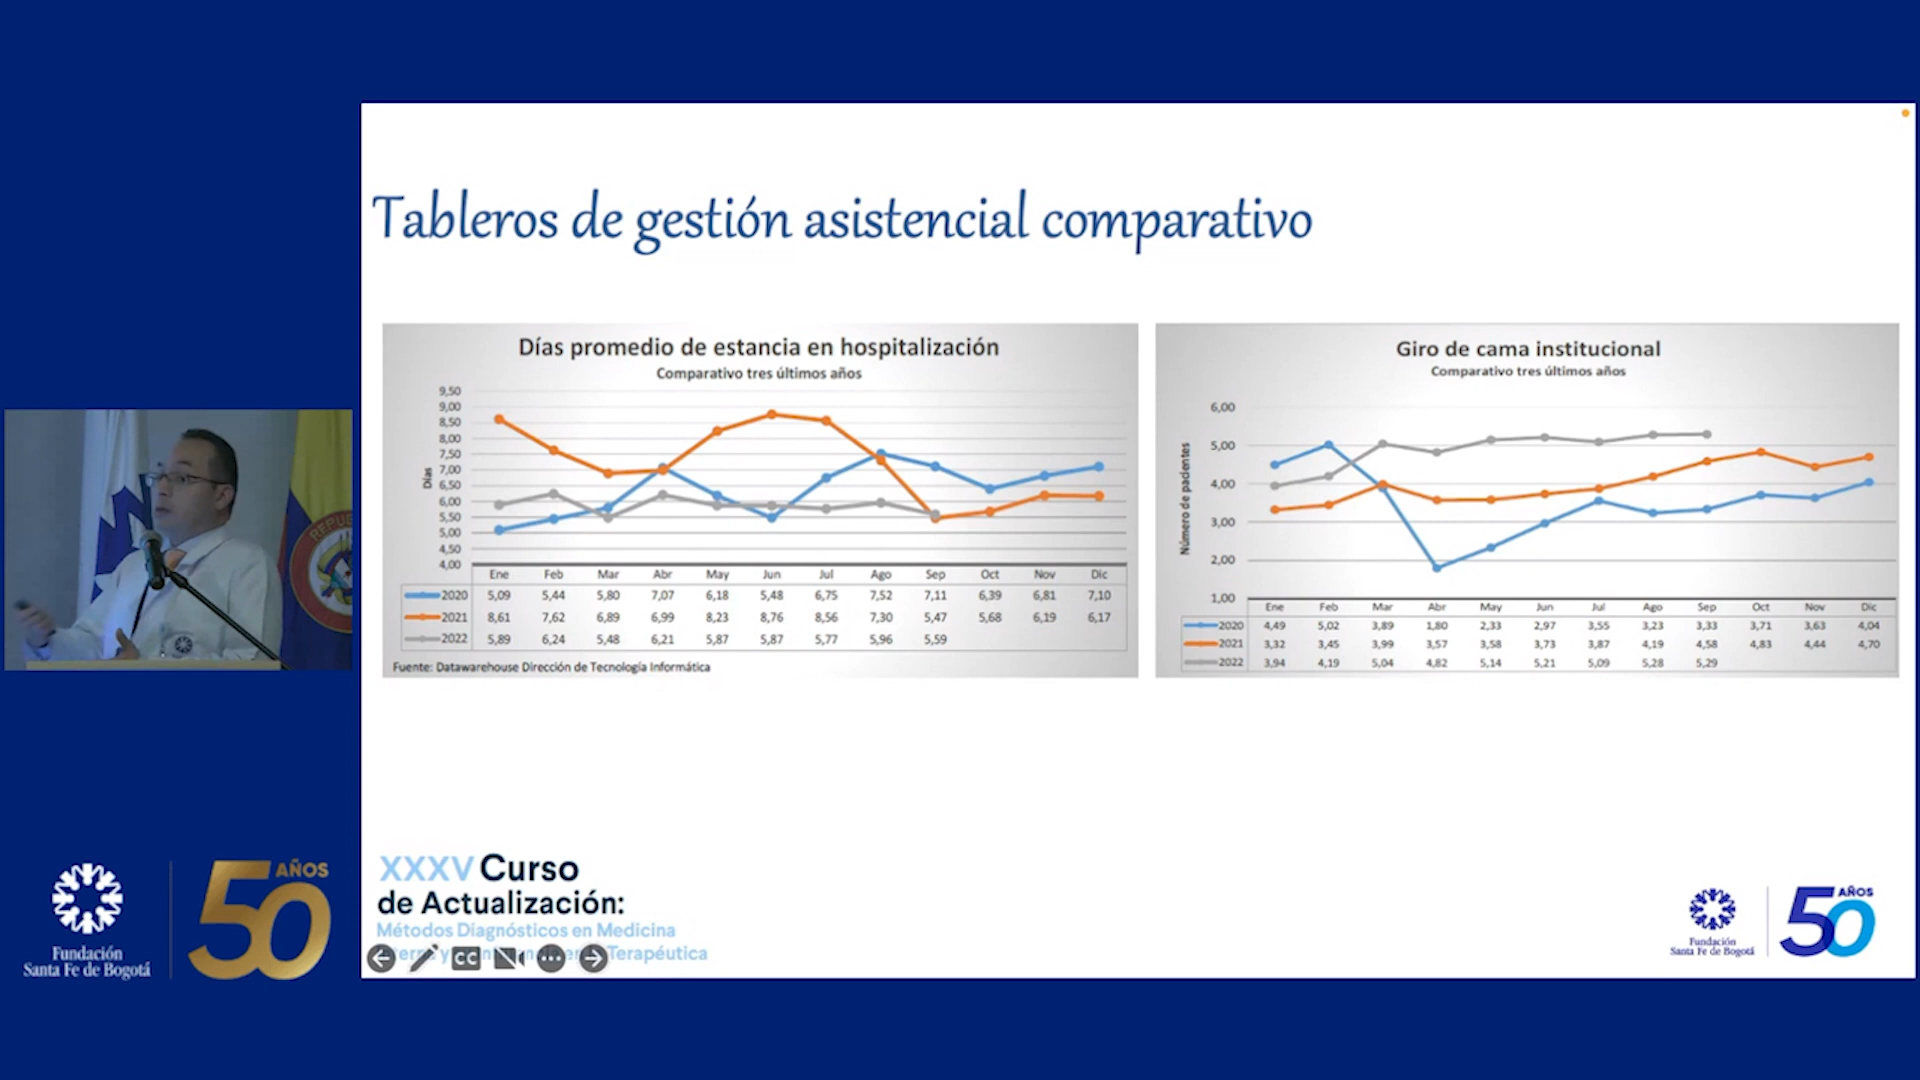 Tableros de gestión asistencial comparativo
Días promedio de estancia en hospitalización
Comparativo tres últimos años
Días
9,50
9,00
8,50
8,00
7,50
7,00
6,50
6,00
5,50
5,00
4,50
4,00
Ene Feb Mar Abr May Jun Jul Ago Sep Oct Nov Dic
2020 5,09 5,44 5,80 7,07 6,18 5,48 6,75 7,52 7,11 6,39 6,81 7,10
2021 8,61 7,62 6,89 6,99 8,23 8,76 8,56 7,30 5,47 5,68 6,19 6,17
2022 5,89 6,24 5,48 6,21 5,87 5,87 5,77 5,96 5,59
Fuente: Datawarehouse Dirección de Tecnología Informática
Giro de cama institucional
Comparativo tres últimos años
Número de pacientes
6,00
5,00
4,00
3,00
2,00
1,00
Ene Feb Mar Abr May Jun Jul Ago Sep Oct Nov Dic
2020 4,49 5,02 3,89 1,80 2,33 2,97 3,55 3,23 3,33 3,71 3,63 4,04
2021 3,32 3,45 3,99 3,57 3,58 3,73 3,87 4,19 4,58 4,83 4,44 4,70
2022 3,94 4,19 5,04 4,82 5,14 5,21 5,09 5,28 5,29
REPUB
XXXV Curso
de Actualización:
Métodos Diagnósticos en Medicina
Terapéutica
CC
Fundación
Santa Fe de Bogotá
50 AÑOS
Fundación
Santa Fe de Bogotá
50 AÑOS